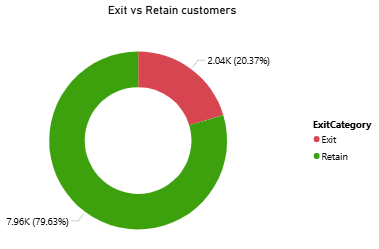 Exit vs Retain customers
2.04K (20.37%)
ExitCategory
Exit
Retain
7.96K (79.63%)